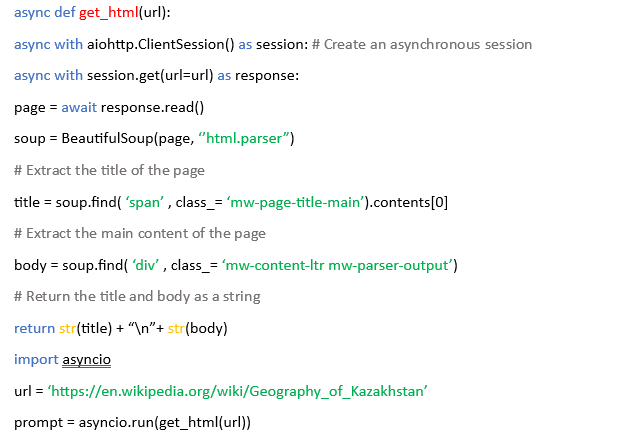 async def get_html(url):
async with aiohttp.ClientSession() as session: # Create an asynchronous session
async with session.get(url=url) as response:
page = await response.read()
soup = BeautifulSoup(page, “html.parser”)
# Extract the title of the page
title = soup.find( ‘span’ , class_= ‘mw-page-title-main’).contents[0]
# Extract the main content of the page
body = soup.find( ‘div’ , class_= ‘mw-content-ltr mw-parser-output’)
# Return the title and body as a string
return str(title) + “\n”+ str(body)
import asyncio
url = ‘https://en.wikipedia.org/wiki/Geography_of_Kazakhstan’
prompt = asyncio.run(get_html(url))